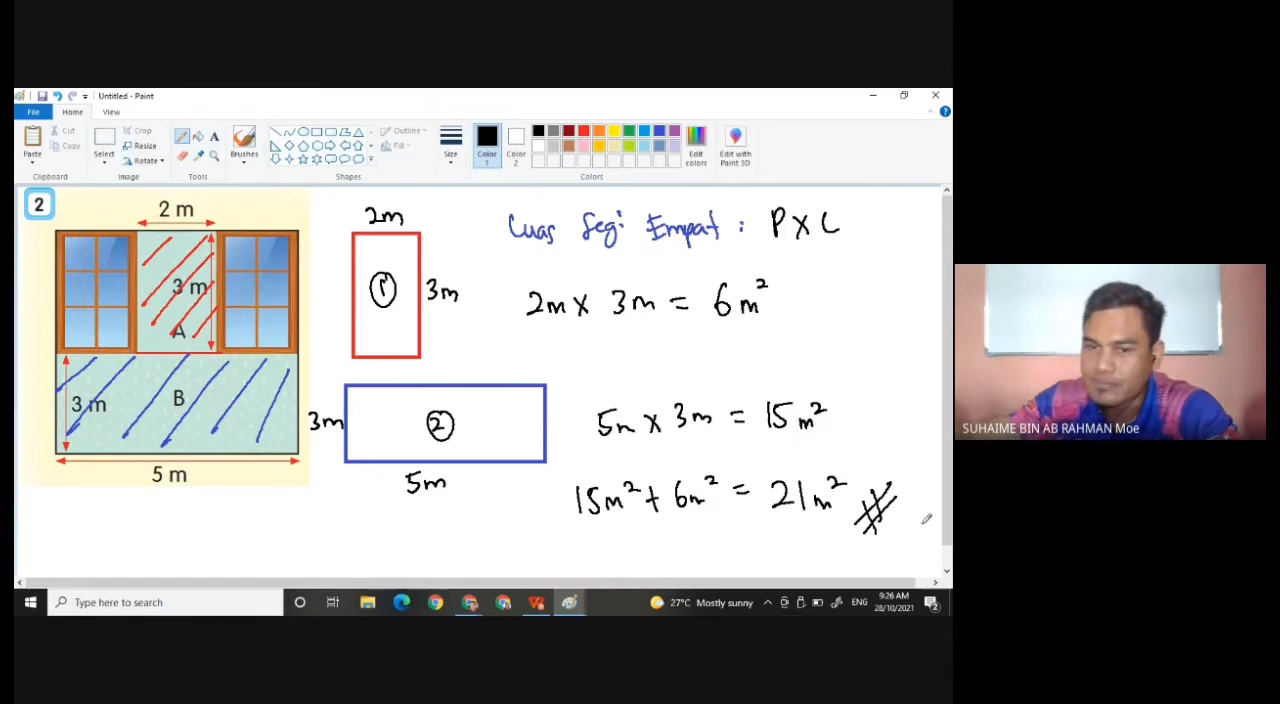 Untitled - Paint
File Home View
Paste Cut Copy Clipboard
Select Crop Resize Rotate Image
Tools
Brushes
Shapes
Outline Fill
Size
Color 1
Color 2
Colors
Edit colors
Edit with Paint 3D
2
2 m
3 m
A
3 m
B
5 m
2m
1
3m
3m
2
5m
Luas Segi Empat : P X L
2m x 3m = 6m²
5m x 3m = 15m²
15m² + 6m² = 21m²
SUHAIME BIN AB RAHMAN Moe
Type here to search
27°C Mostly sunny
ENG
9:26 AM
28/10/2021
2